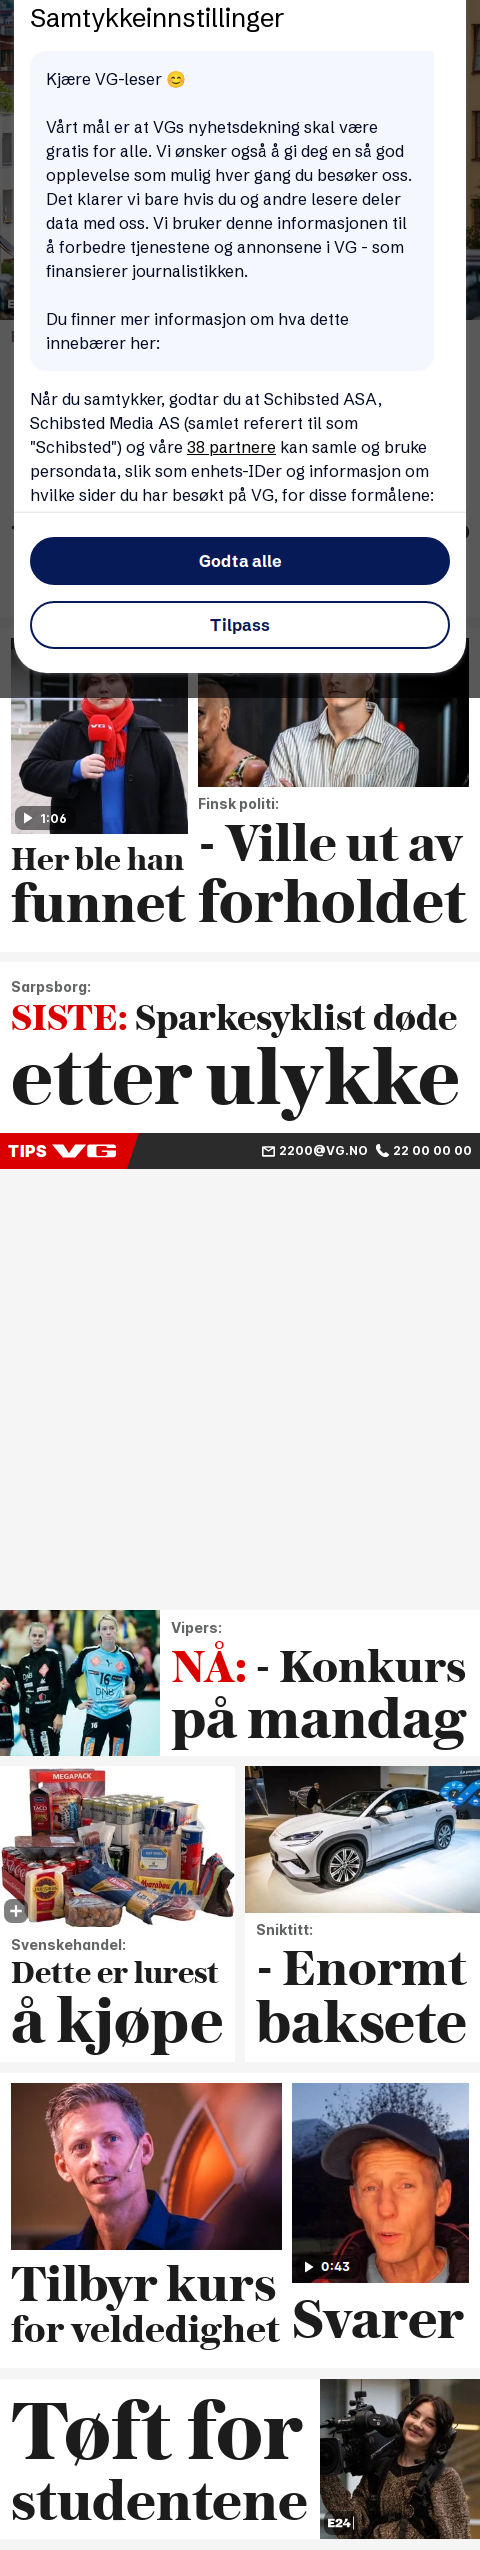 Samtykkeinnstillinger
Kjære VG-leser 😊
Vårt mål er at VGs nyhetsdekning skal være
gratis for alle. Vi ønsker også å gi deg en så god
opplevelse som mulig hver gang du besøker oss.
Det klarer vi bare hvis du og andre lesere deler
data med oss. Vi bruker denne informasjonen til
å forbedre tjenestene og annonsene i VG - som
finansierer journalistikken.
Du finner mer informasjon om hva dette
innebærer her:
Når du samtykker, godtar du at Schibsted ASA,
Schibsted Media AS (samlet referert til som
"Schibsted") og våre 38 partnere kan samle og bruke
persondata, slik som enhets-IDer og informasjon om
hvilke sider du har besøkt på VG, for disse formålene:
Godta alle
Tilpass
VG
1:06
Her ble han
funnet
Finsk politi:
- Ville ut av
forholdet
Sarpsborg:
SISTE: Sparkesyklist døde
etter ulykke
TIPS VG 2200@VG.NO 22 00 00 00
16
DNB
16
Vipers:
NÅ: - Konkurs
på mandag
MEGAPACK
TACO
Svenskehandel:
Dette er lurest
å kjøpe
Sniktitt:
- Enormt
baksete
Tilbyr kurs
for veldedighet
0:43
Svarer
Tøft for
studentene
E24